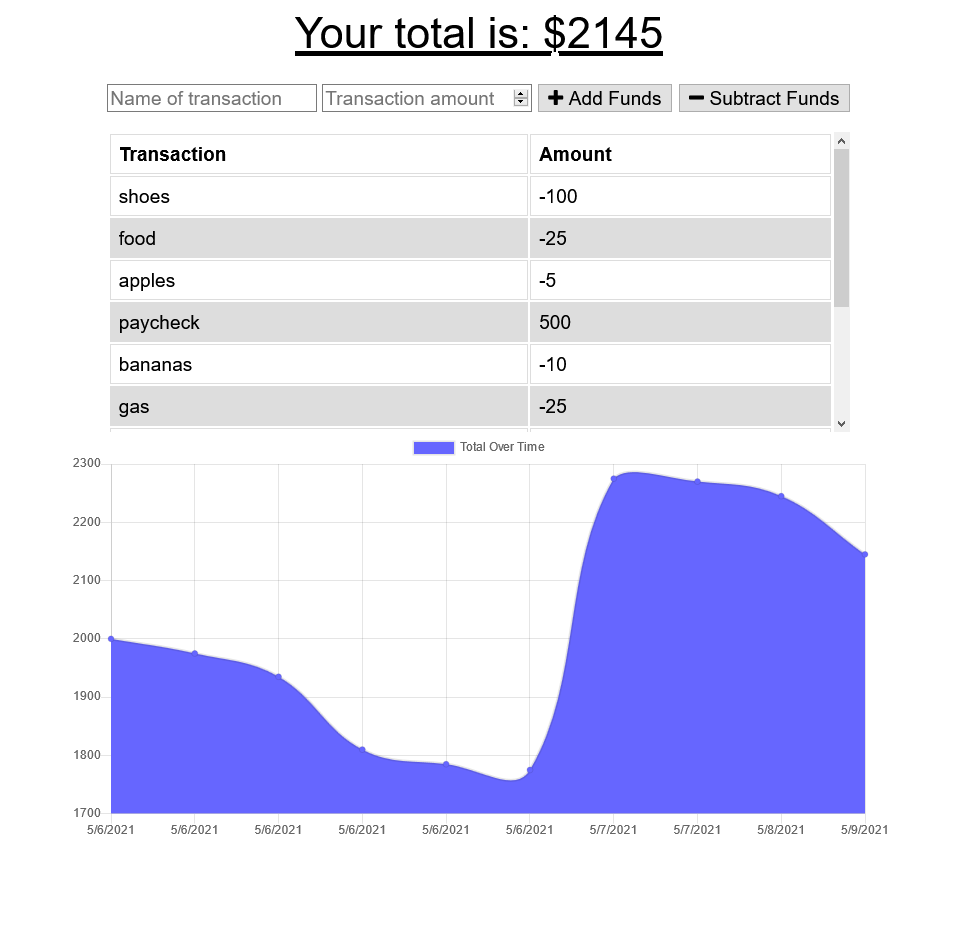 Your total is: $2145
Name of transaction Transaction amount Add Funds Subtract Funds
Transaction Amount
shoes -100
food -25
apples -5
paycheck 500
bananas -10
gas -25
Total Over Time
2300
2200
2100
2000
1900
1800
1700
5/6/2021 5/6/2021 5/6/2021 5/6/2021 5/6/2021 5/6/2021 5/7/2021 5/7/2021 5/8/2021 5/9/2021